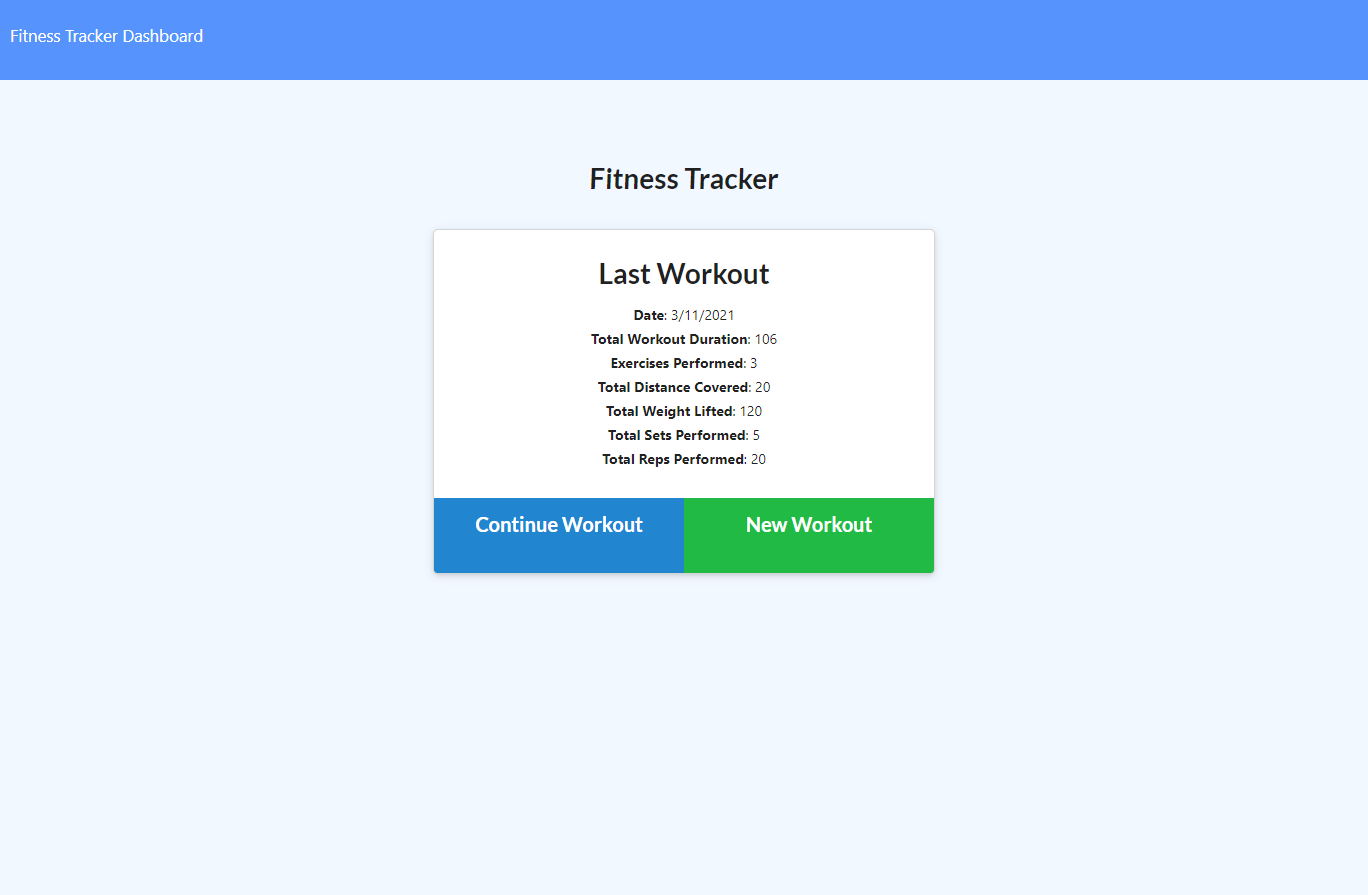 Fitness Tracker Dashboard
Fitness Tracker
Last Workout
Date: 3/11/2021
Total Workout Duration: 106
Exercises Performed: 3
Total Distance Covered: 20
Total Weight Lifted: 120
Total Sets Performed: 5
Total Reps Performed: 20
Continue Workout
New Workout